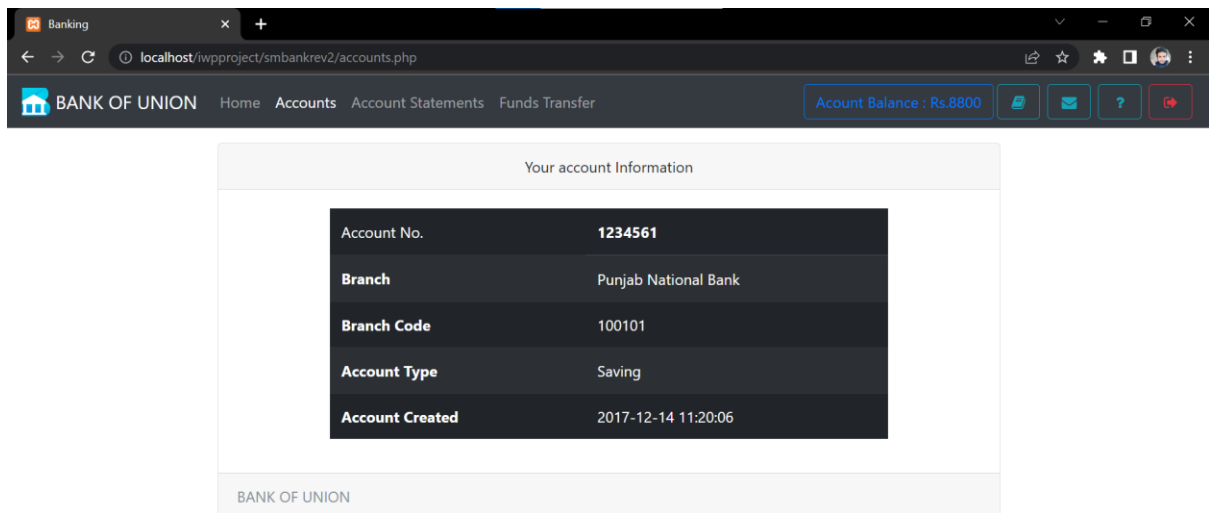 Banking
localhost/iwpproject/smbankrev2/accounts.php
BANK OF UNION Home Accounts Account Statements Funds Transfer Acount Balance : Rs.8800 ?
Your account Information
Account No. 1234561
Branch Punjab National Bank
Branch Code 100101
Account Type Saving
Account Created 2017-12-14 11:20:06
BANK OF UNION